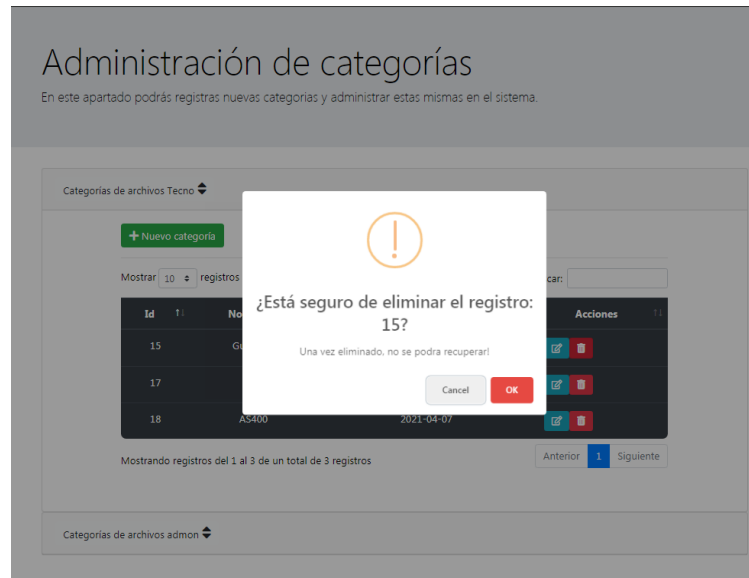 Administración de categorías
En este apartado podrás registras nuevas categorias y administrar estas mismas en el sistema.
Categorías de archivos Tecno
+ Nuevo categoría
Mostrar 10 registros
car:
¿Está seguro de eliminar el registro:
15?
Una vez eliminado, no se podra recuperar!
Cancel OK
Id No Acciones
15
17
18 AS400 2021-04-07
Mostrando registros del 1 al 3 de un total de 3 registros
Anterior 1 Siguiente
Categorías de archivos admon